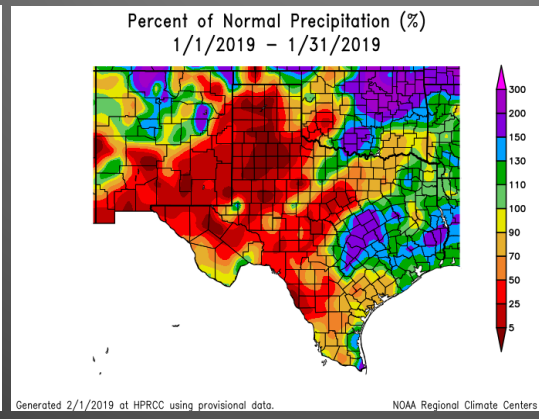 Percent of Normal Precipitation (%)
1/1/2019 – 1/31/2019
300
200
150
130
110
100
90
70
50
25
5
Generated 2/1/2019 at HPRCC using provisional data.
NOAA Regional Climate Centers